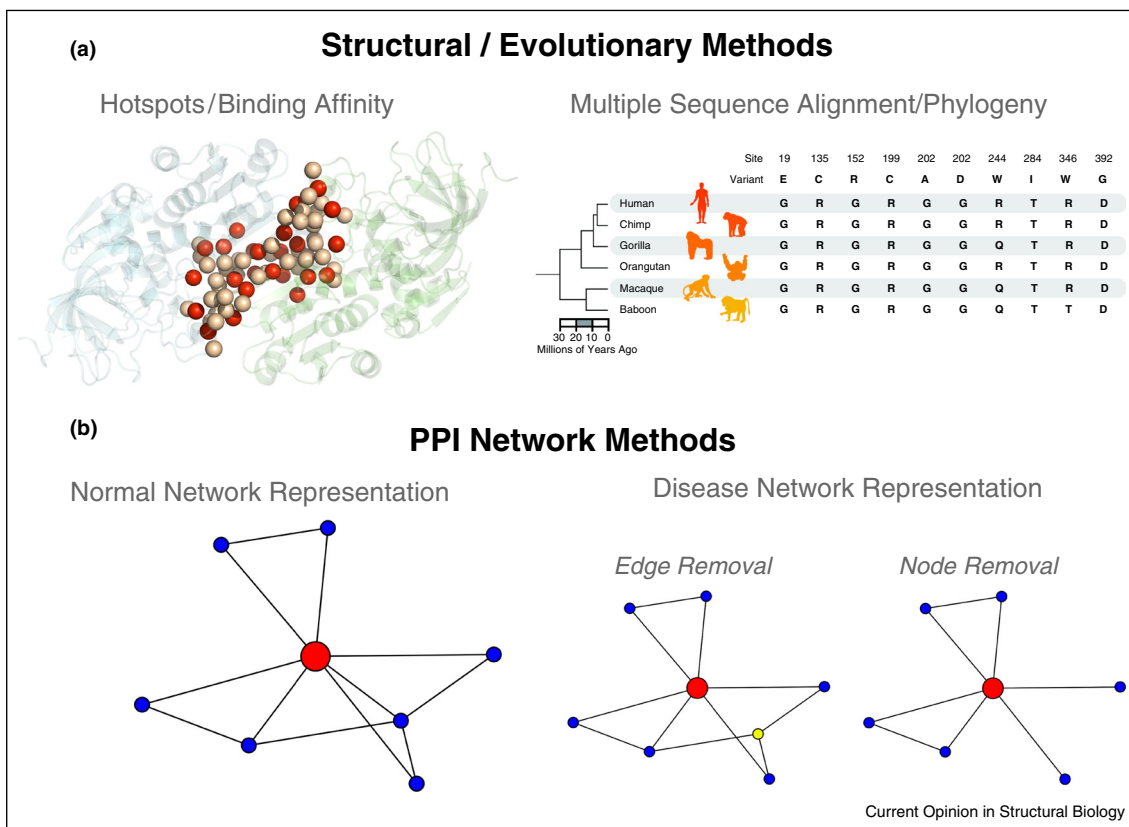 (a)
Structural / Evolutionary Methods
Hotspots/Binding Affinity
Multiple Sequence Alignment/Phylogeny
Site 19 135 152 199 202 202 244 284 346 392
Variant E C R C A D W I W G
Human G R G R G G R T R D
Chimp G R G R G G R T R D
Gorilla G R G R G G Q T R D
Orangutan G R G R G G R T R D
Macaque G R G R G G Q T R D
Baboon G R G R G G Q T T D
30 20 10 0
Millions of Years Ago
(b)
PPI Network Methods
Normal Network Representation
Disease Network Representation
Edge Removal
Node Removal
Current Opinion in Structural Biology